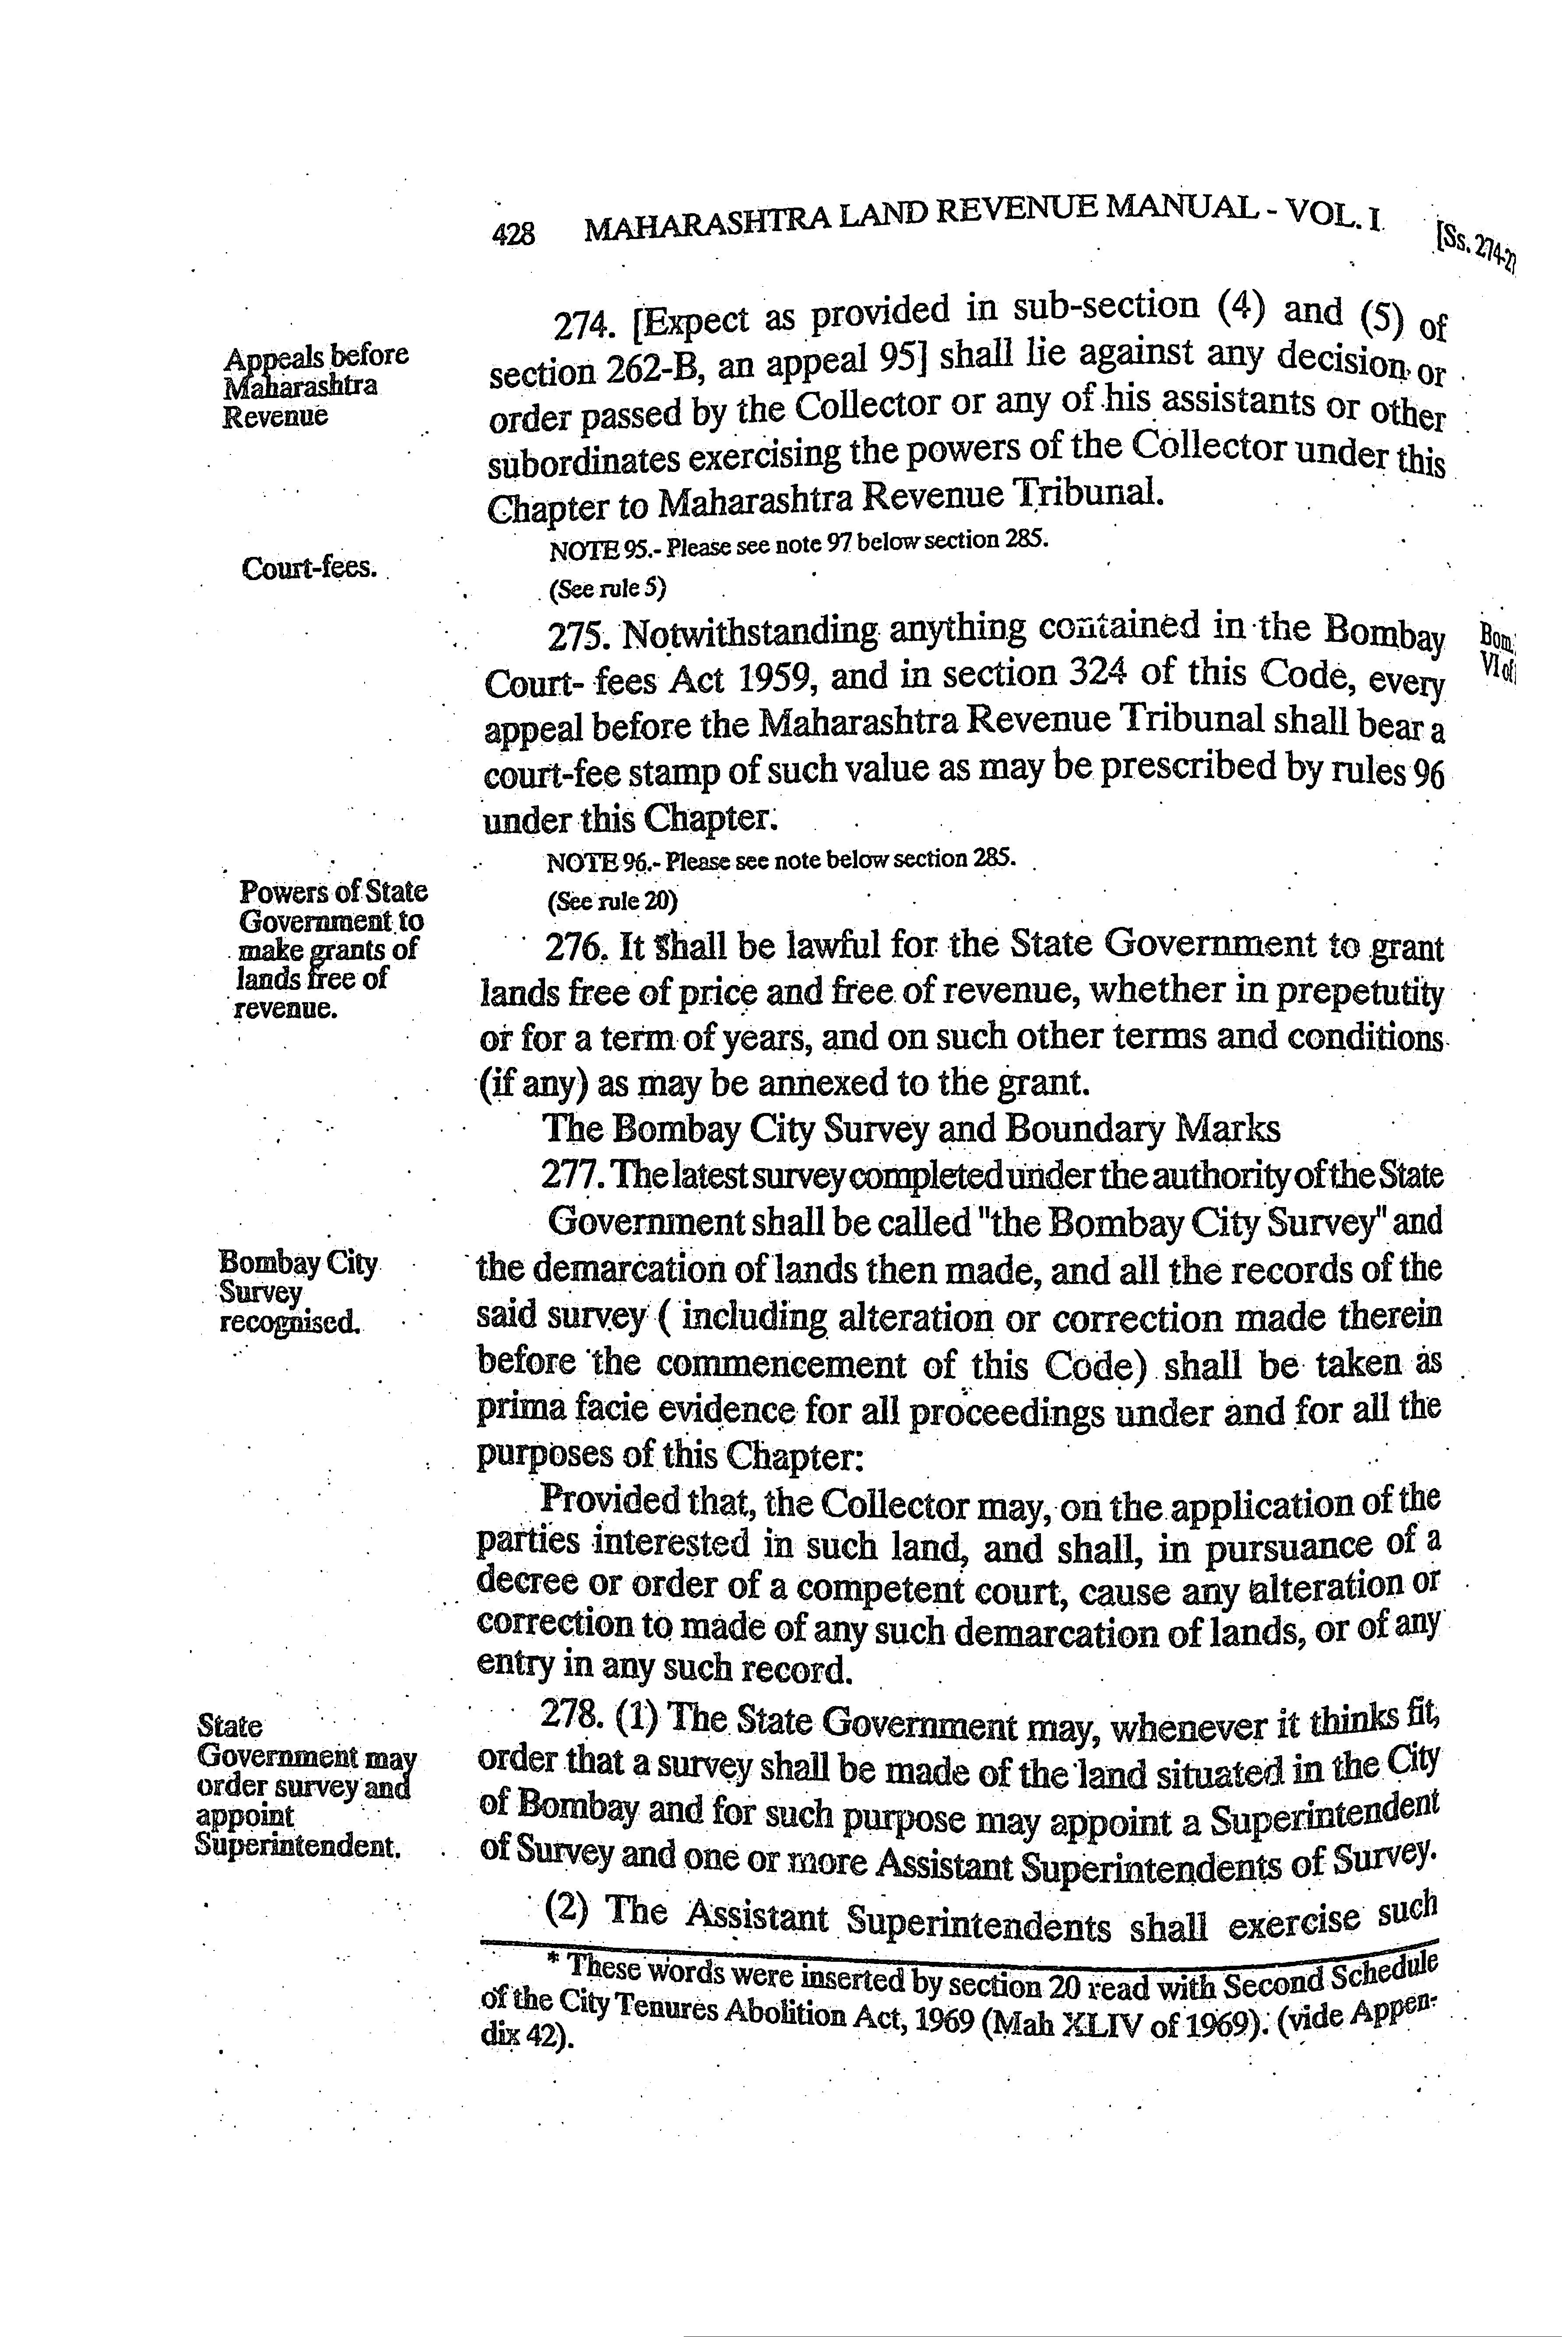 428 MAHARASHTRA LAND REVENUE MANUAL - VOL. I [Ss. 274-27
Appeals before
Maharashtra
Revenue
274. [Expect as provided in sub-section (4) and (5) of
section 262-B, an appeal 95] shall lie against any decision or
order passed by the Collector or any of his assistants or other
subordinates exercising the powers of the Collector under this
Chapter to Maharashtra Revenue Tribunal.
NOTE 95.- Please see note 97 below section 285.
Court-fees.
(See rule 5)
275. Notwithstanding anything contained in the Bombay
Court- fees Act 1959, and in section 324 of this Code, every
appeal before the Maharashtra Revenue Tribunal shall bear a
court-fee stamp of such value as may be prescribed by rules 96
under this Chapter.
Bom.
VI of
NOTE 96.- Please see note below section 285.
(See rule 20)
Powers of State
Government to
make grants of
lands free of
revenue.
276. It shall be lawful for the State Government to grant
lands free of price and free of revenue, whether in prepetutity
or for a term of years, and on such other terms and conditions
(if any) as may be annexed to the grant.
The Bombay City Survey and Boundary Marks
277. The latest survey completed under the authority of the State
Government shall be called "the Bombay City Survey" and
the demarcation of lands then made, and all the records of the
said survey ( including alteration or correction made therein
before the commencement of this Code) shall be taken as
prima facie evidence for all proceedings under and for all the
purposes of this Chapter:
Bombay City
Survey
recognised.
Provided that, the Collector may, on the application of the
parties interested in such land, and shall, in pursuance of a
decree or order of a competent court, cause any alteration or
correction to made of any such demarcation of lands, or of any
entry in any such record.
State
Government may
order survey and
appoint
Superintendent.
278. (1) The State Government may, whenever it thinks fit,
order that a survey shall be made of the land situated in the City
of Bombay and for such purpose may appoint a Superintendent
of Survey and one or more Assistant Superintendents of Survey.
(2) The Assistant Superintendents shall exercise such
* These words were inserted by section 20 read with Second Schedule
of the City Tenures Abolition Act, 1969 (Mah XLIV of 1969). (vide Appen-
dix 42).